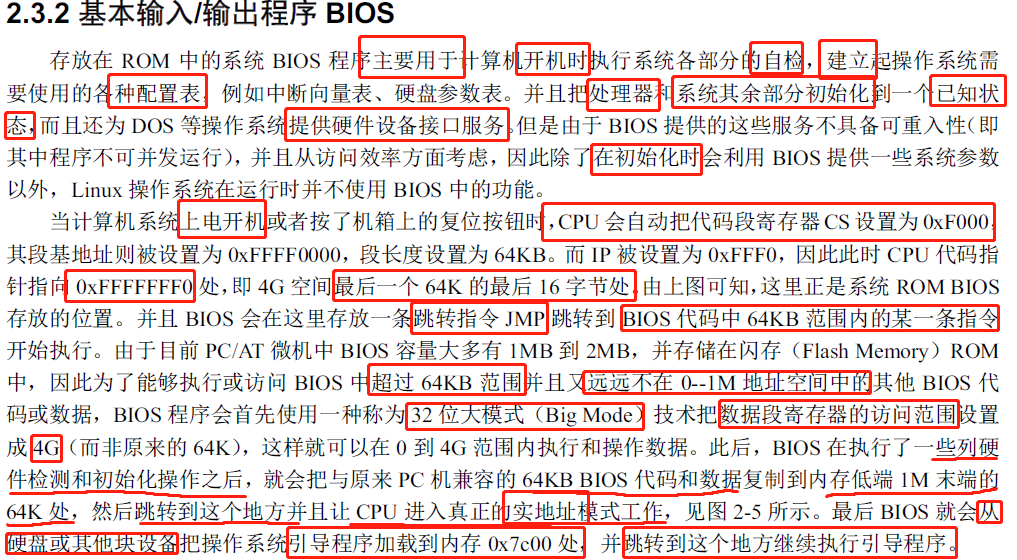 2.3.2 基本输入/输出程序 BIOS
存放在 ROM 中的系统 BIOS 程序主要用于计算机开机时执行系统各部分的自检，建立起操作系统需
要使用的各种配置表，例如中断向量表、硬盘参数表。并且把处理器和系统其余部分初始化到一个已知状
态，而且还为 DOS 等操作系统提供硬件设备接口服务。但是由于 BIOS 提供的这些服务不具备可重入性（即
其中程序不可并发运行），并且从访问效率方面考虑，因此除了在初始化时会利用 BIOS 提供一些系统参数
以外，Linux 操作系统在运行时并不使用 BIOS 中的功能。
当计算机系统上电开机或者按了机箱上的复位按钮时，CPU 会自动把代码段寄存器 CS 设置为 0xF000，
其段基地址则被设置为 0xFFFF0000，段长度设置为 64KB。而 IP 被设置为 0xFFF0，因此此时 CPU 代码指
针指向 0xFFFFFFF0 处，即 4G 空间最后一个 64K 的最后 16 字节处。由上图可知，这里正是系统 ROM BIOS
存放的位置。并且 BIOS 会在这里存放一条跳转指令 JMP 跳转到 BIOS 代码中 64KB 范围内的某一条指令
开始执行。由于目前 PC/AT 微机中 BIOS 容量大多有 1MB 到 2MB，并存储在闪存（Flash Memory）ROM
中，因此为了能够执行或访问 BIOS 中超过 64KB 范围并且又远远不在 0--1M 地址空间中的其他 BIOS 代
码或数据，BIOS 程序会首先使用一种称为 32 位大模式（Big Mode）技术把数据段寄存器的访问范围设置
成 4G（而非原来的 64K），这样就可以在 0 到 4G 范围内执行和操作数据。此后，BIOS 在执行了一些列硬
件检测和初始化操作之后，就会把与原来 PC 机兼容的 64KB BIOS 代码和数据复制到内存低端 1M 末端的
64K 处，然后跳转到这个地方并且让 CPU 进入真正的实地址模式工作，见图 2-5 所示。最后 BIOS 就会从
硬盘或其他块设备把操作系统引导程序加载到内存 0x7c00 处，并跳转到这个地方继续执行引导程序。